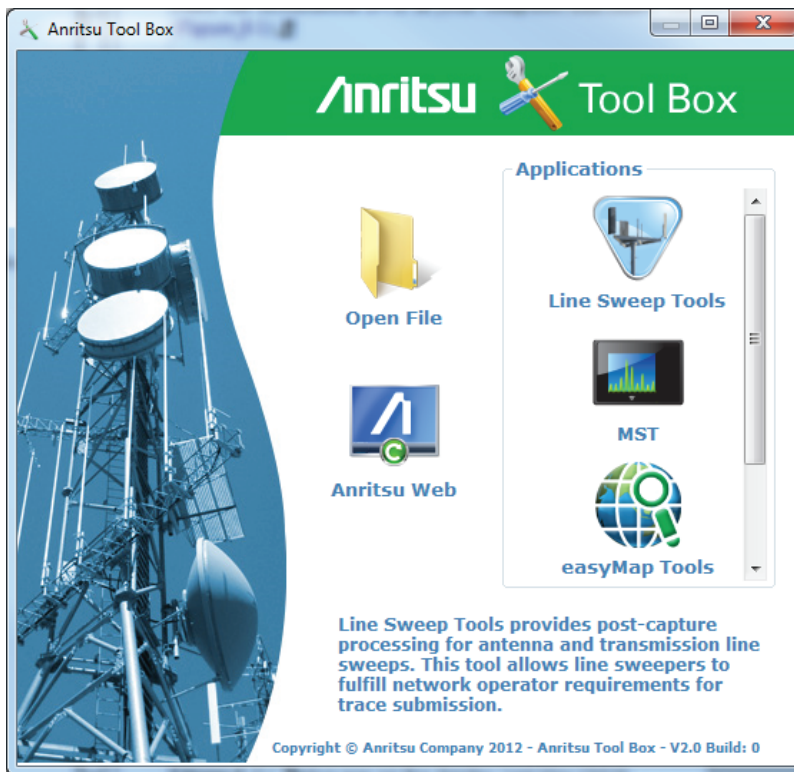 Anritsu Tool Box
Anritsu Tool Box
Applications
Open File
Line Sweep Tools
MST
Anritsu Web
easyMap Tools
Line Sweep Tools provides post-capture
processing for antenna and transmission line
sweeps. This tool allows line sweepers to
fulfill network operator requirements for
trace submission.
Copyright © Anritsu Company 2012 - Anritsu Tool Box - V2.0 Build: 0